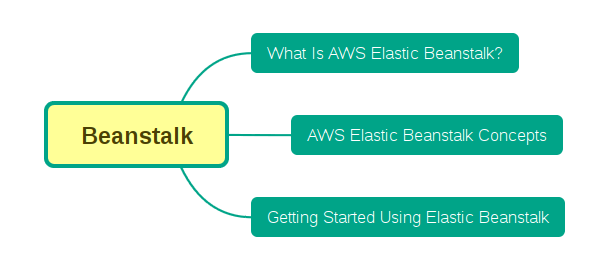 What Is AWS Elastic Beanstalk?
Beanstalk
AWS Elastic Beanstalk Concepts
Getting Started Using Elastic Beanstalk